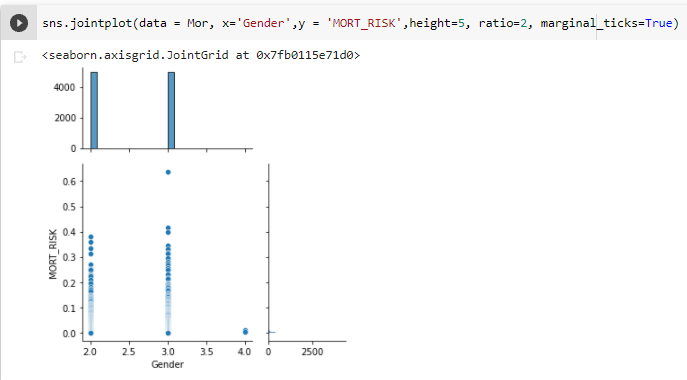 sns.jointplot(data = Mor, x='Gender',y = 'MORT_RISK',height=5, ratio=2, marginal_ticks=True)
<seaborn.axisgrid.JointGrid at 0x7fb0115e71d0>
4000
2000
0
0.6
0.5
0.4
0.3
0.2
0.1
0.0
MORT_RISK
2.0 2.5 3.0 3.5 4.0
Gender
0 2500